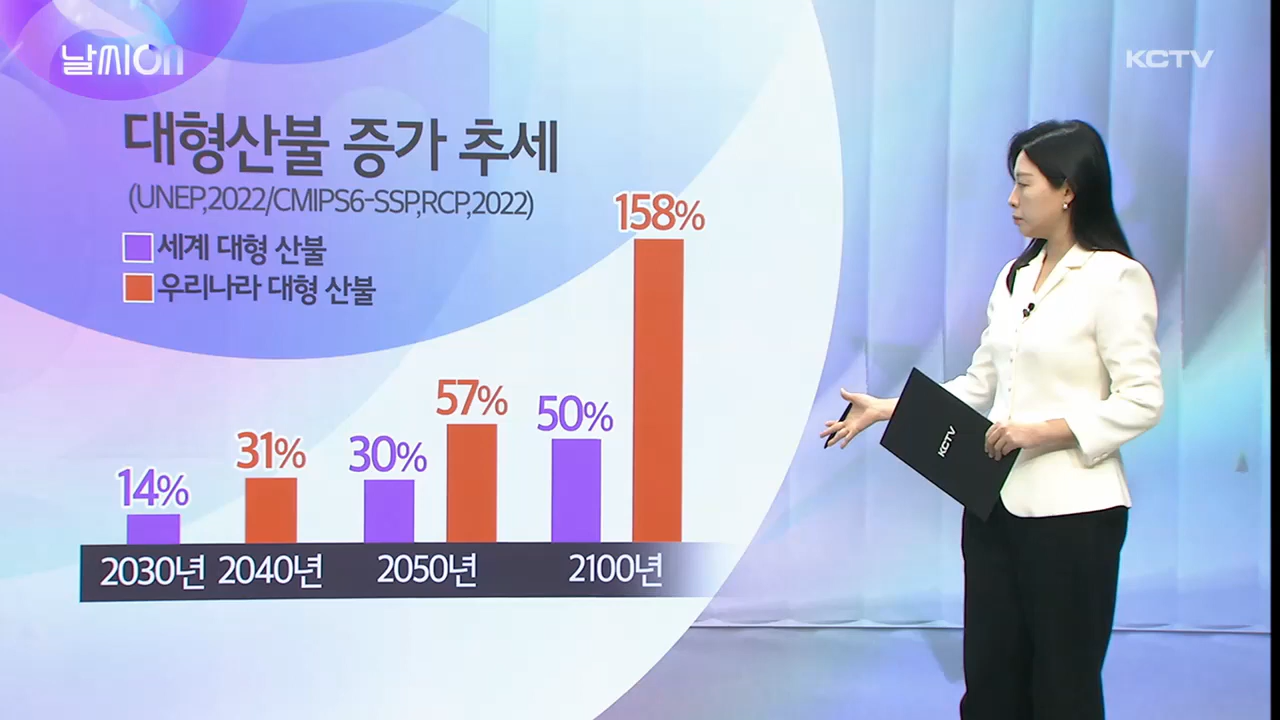 날씨On
KCTV
대형산불 증가 추세
(UNEP,2022/CMIPS6-SSP,RCP,2022)
세계 대형 산불
우리나라 대형 산불
14%
31%
30%
57%
50%
158%
2030년
2040년
2050년
2100년
KCTV